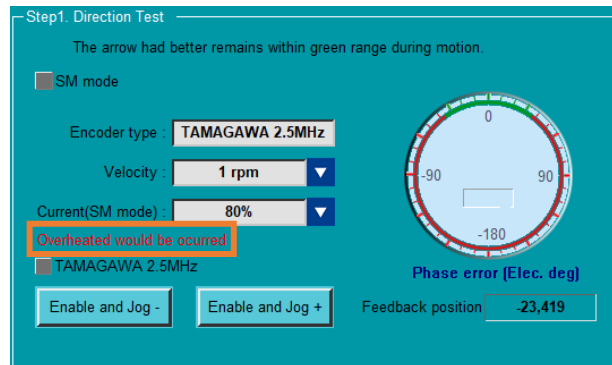 Step1. Direction Test
The arrow had better remains within green range during motion.
SM mode
Encoder type : TAMAGAWA 2.5MHz
Velocity : 1 rpm
Current(SM mode) : 80%
Overheated would be ocurred
TAMAGAWA 2.5MHz
Enable and Jog -
Enable and Jog +
0
-90
90
-180
Phase error (Elec. deg)
Feedback position -23,419